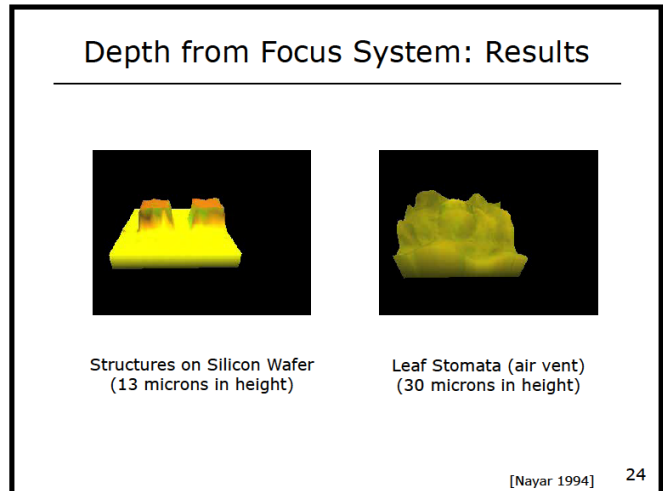 Depth from Focus System: Results
Structures on Silicon Wafer
(13 microns in height)
Leaf Stomata (air vent)
(30 microns in height)
[Nayar 1994]
24